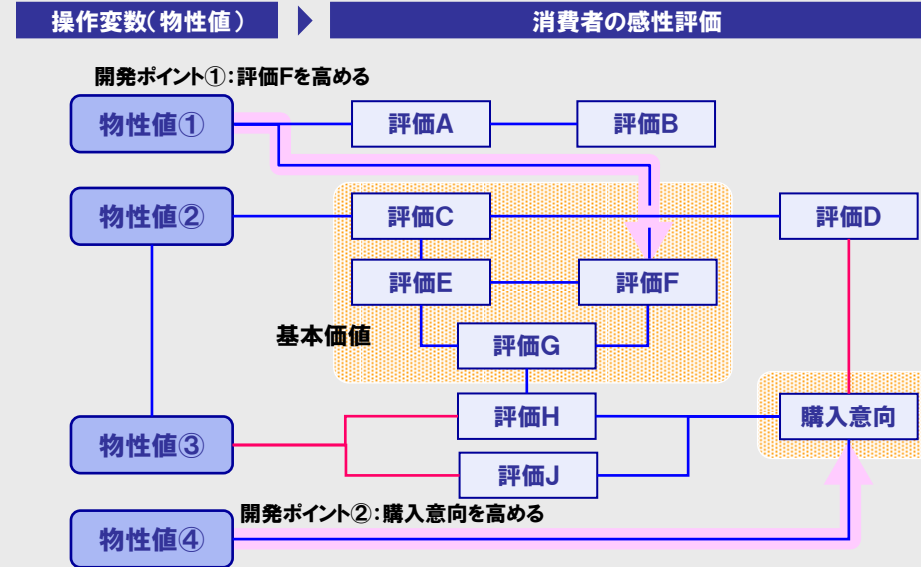 操作変数(物性値)
消費者の感性評価
開発ポイント①:評価Fを高める
物性値①
評価A
評価B
物性値②
評価C
評価D
評価E
評価F
基本価値
評価G
評価H
購入意向
物性値③
評価J
開発ポイント②:購入意向を高める
物性値④